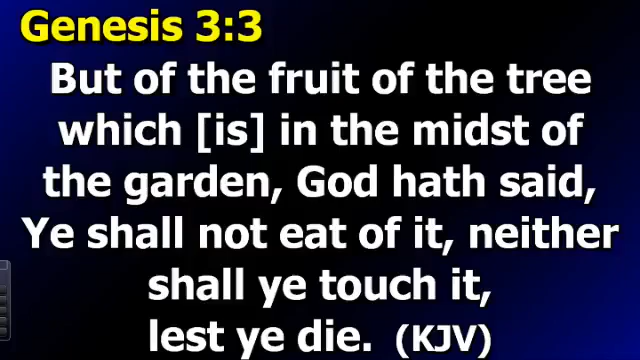 Genesis 3:3
But of the fruit of the tree
which [is] in the midst of
the garden, God hath said,
Ye shall not eat of it, neither
shall ye touch it,
lest ye die. (KJV)